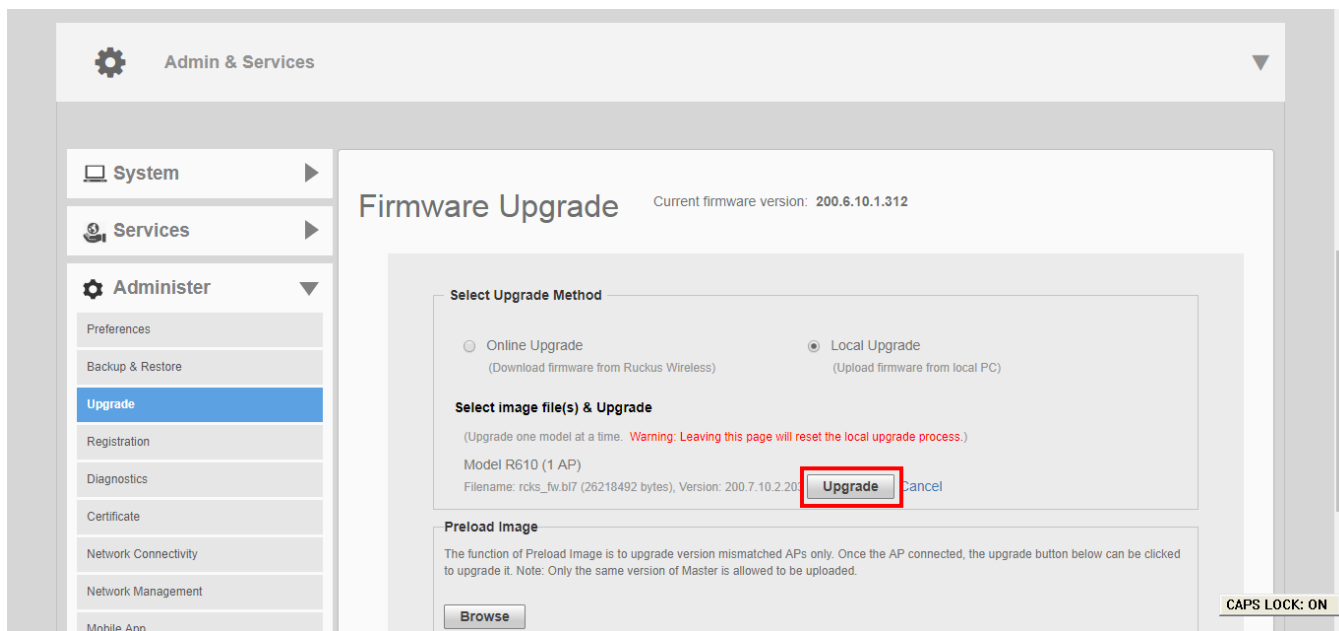 Admin & Services
System
Services
Administer
Preferences
Backup & Restore
Upgrade
Registration
Diagnostics
Certificate
Network Connectivity
Network Management
Mobile App
Firmware Upgrade
Current firmware version: 200.6.10.1.312
Select Upgrade Method
Online Upgrade
(Download firmware from Ruckus Wireless)
Local Upgrade
(Upload firmware from local PC)
Select image file(s) & Upgrade
(Upgrade one model at a time. Warning: Leaving this page will reset the local upgrade process.)
Model R610 (1 AP)
Filename: rcks_fw.bl7 (26218492 bytes), Version: 200.7.10.2.203 Upgrade Cancel
Preload Image
The function of Preload Image is to upgrade version mismatched APs only. Once the AP connected, the upgrade button below can be clicked
to upgrade it. Note: Only the same version of Master is allowed to be uploaded.
Browse
CAPS LOCK: ON